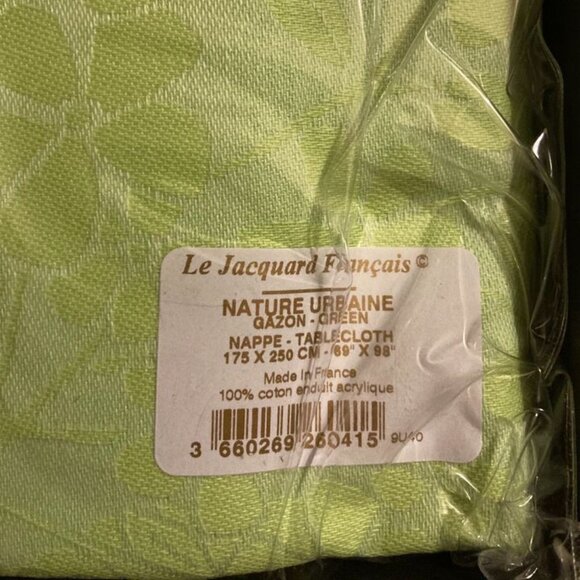 Le Jacquard Français ©
NATURE URBAINE
GAZON - GREEN
NAPPE - TABLECLOTH
175 X 250 CM - 69" X 98"
Made In France
100% coton enduit acrylique
3 660269 260415 9U40